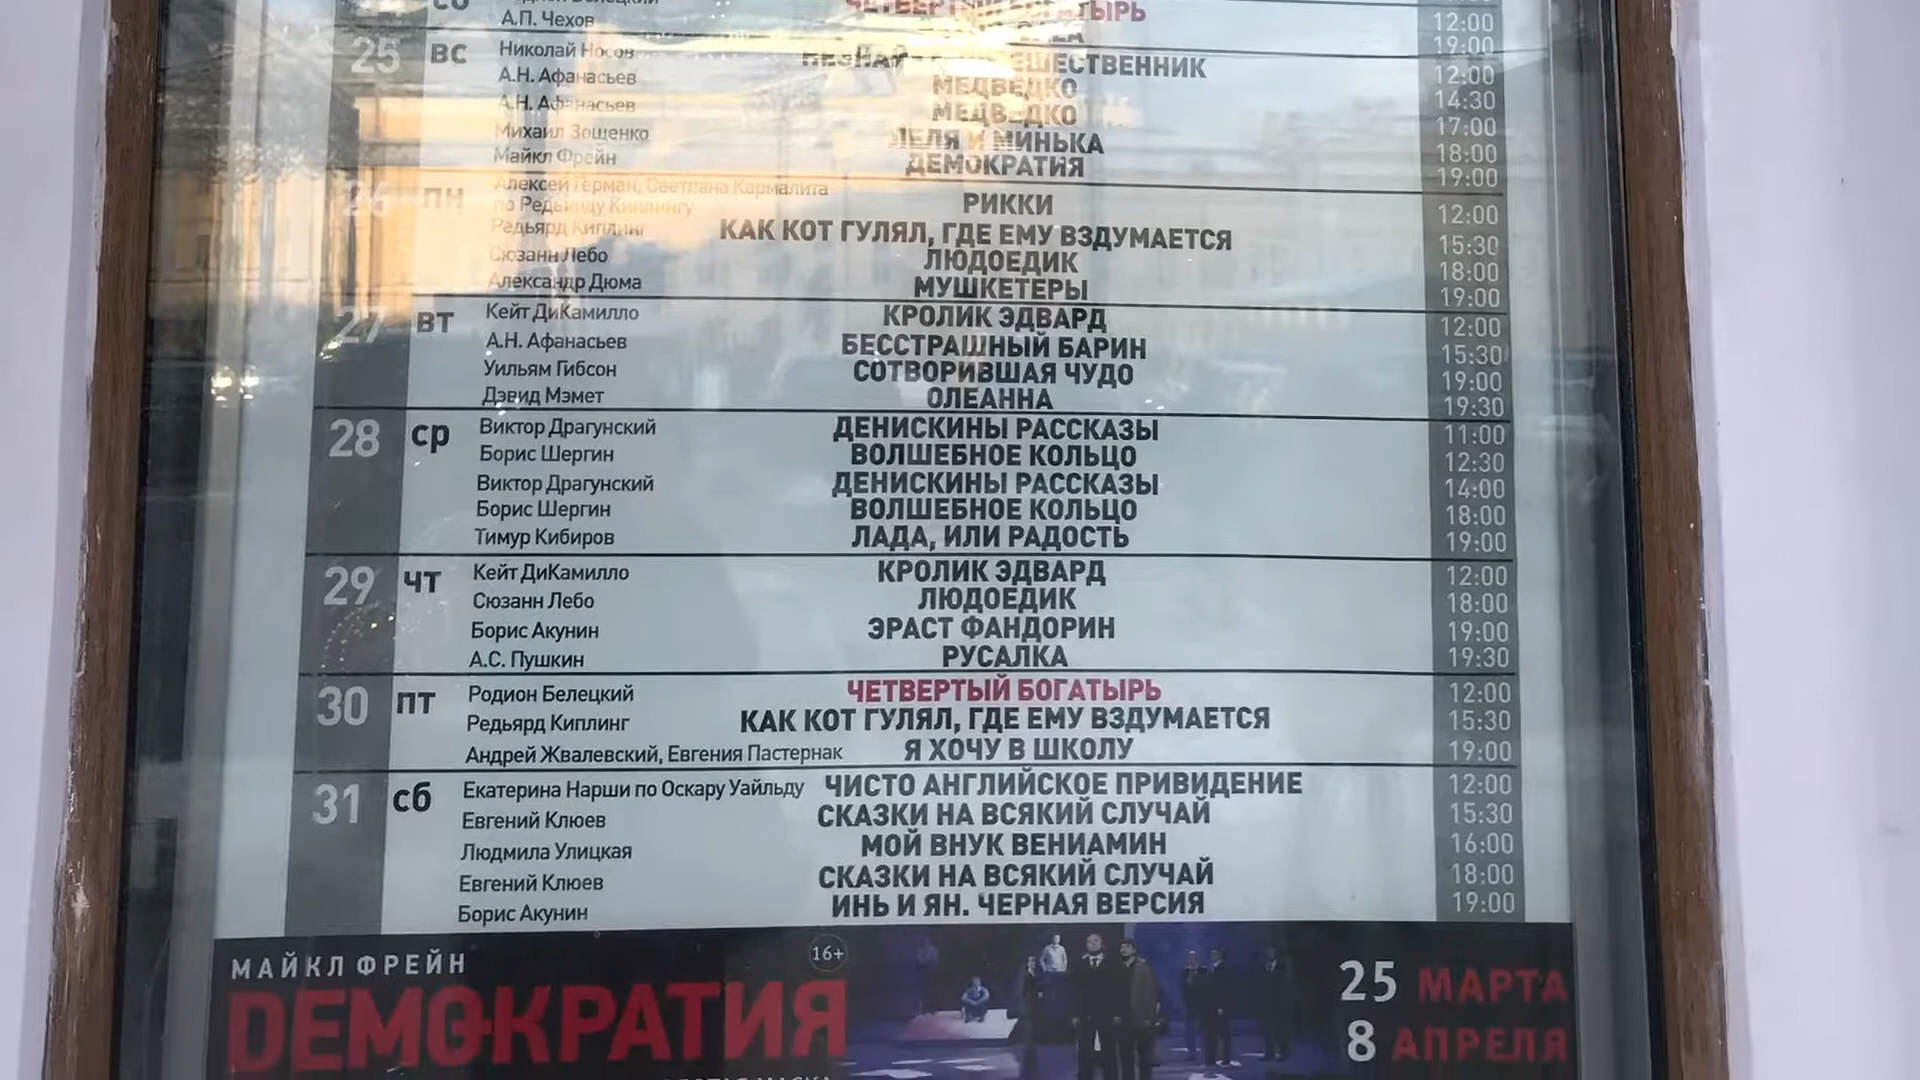 А.П. Чехов 12:00
19:00
25 ВС Николай Носов 12:00
А.Н. Афанасьев МЕДВЕДКО 14:30
А.Н. Афанасьев МЕДВЕДКО 17:00
Михаил Зощенко ЛЕЛЯ И МИНЬКА 18:00
Майкл Фрейн ДЕМОКРАТИЯ 19:00
26 ПН Алексей Герман, Светлана Кармалита
по Редьярду Киплингу РИККИ 12:00
Редьярд Киплинг КАК КОТ ГУЛЯЛ, ГДЕ ЕМУ ВЗДУМАЕТСЯ 15:30
Сюзанн Лебо ЛЮДОЕДИК 18:00
Александр Дюма МУШКЕТЕРЫ 19:00
27 ВТ Кейт ДиКамилло КРОЛИК ЭДВАРД 12:00
А.Н. Афанасьев БЕССТРАШНЫЙ БАРИН 15:30
Уильям Гибсон СОТВОРИВШАЯ ЧУДО 19:00
Дэвид Мэмет ОЛЕАННА 19:30
28 ср Виктор Драгунский ДЕНИСКИНЫ РАССКАЗЫ 11:00
Борис Шергин ВОЛШЕБНОЕ КОЛЬЦО 12:30
Виктор Драгунский ДЕНИСКИНЫ РАССКАЗЫ 14:00
Борис Шергин ВОЛШЕБНОЕ КОЛЬЦО 18:00
Тимур Кибиров ЛАДА, ИЛИ РАДОСТЬ 19:00
29 ЧТ Кейт ДиКамилло КРОЛИК ЭДВАРД 12:00
Сюзанн Лебо ЛЮДОЕДИК 18:00
Борис Акунин ЭРАСТ ФАНДОРИН 19:00
А.С. Пушкин РУСАЛКА 19:30
30 ПТ Родион Белецкий ЧЕТВЕРТЫЙ БОГАТЫРЬ 12:00
Редьярд Киплинг КАК КОТ ГУЛЯЛ, ГДЕ ЕМУ ВЗДУМАЕТСЯ 15:30
Андрей Жвалевский, Евгения Пастернак Я ХОЧУ В ШКОЛУ 19:00
31 сб Екатерина Нарши по Оскару Уайльду ЧИСТО АНГЛИЙСКОЕ ПРИВИДЕНИЕ 12:00
Евгений Клюев СКАЗКИ НА ВСЯКИЙ СЛУЧАЙ 15:30
Людмила Улицкая МОЙ ВНУК ВЕНИАМИН 16:00
Евгений Клюев СКАЗКИ НА ВСЯКИЙ СЛУЧАЙ 18:00
Борис Акунин ИНЬ И ЯН. ЧЕРНАЯ ВЕРСИЯ 19:00
МАЙКЛ ФРЕЙН 16+
ДЕМОКРАТИЯ
25 МАРТА
8 АПРЕЛЯ